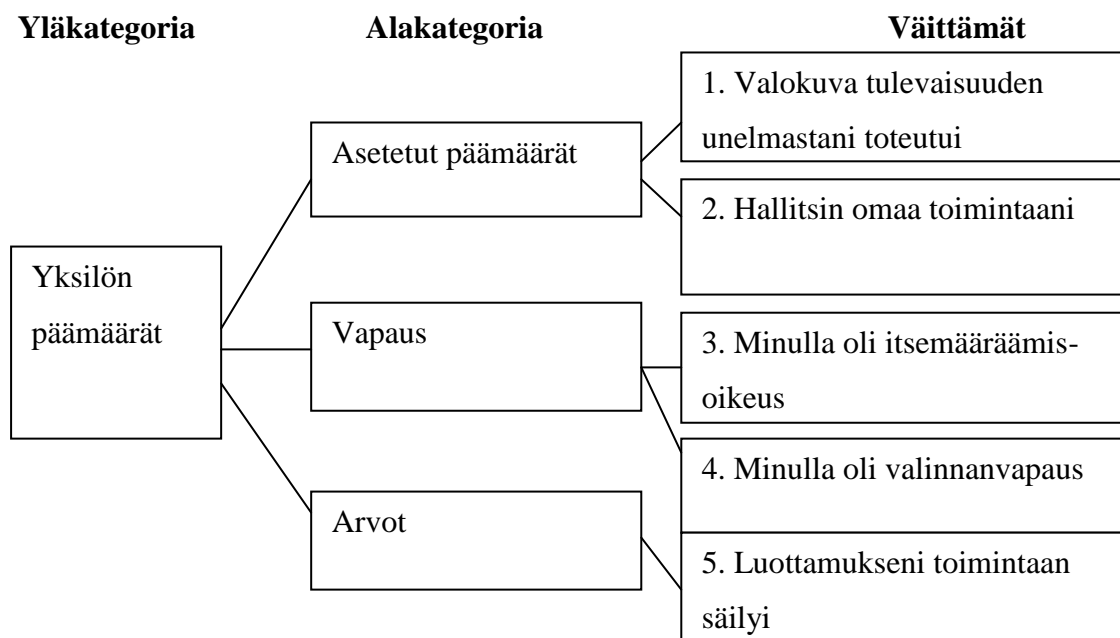 Yläkategoria
Alakategoria
Väittämät
Yksilön
päämäärät
Asetetut päämäärät
Vapaus
Arvot
1. Valokuva tulevaisuuden
unelmastani toteutui
2. Hallitsin omaa toimintaani
3. Minulla oli itsemääräämis-
oikeus
4. Minulla oli valinnanvapaus
5. Luottamukseni toimintaan
säilyi